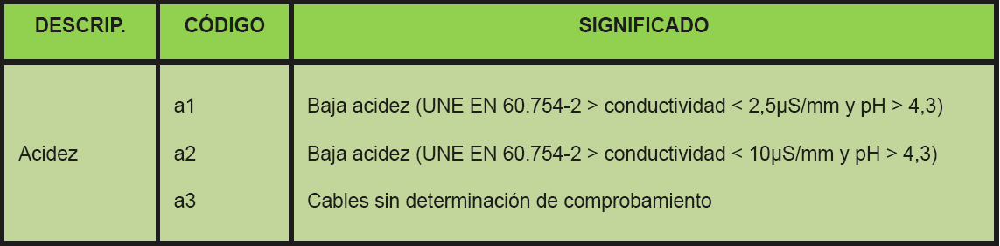 DESCRIP. CÓDIGO SIGNIFICADO
a1 Baja acidez (UNE EN 60.754-2 > conductividad < 2,5µS/mm y pH > 4,3)
Acidez a2 Baja acidez (UNE EN 60.754-2 > conductividad < 10µS/mm y pH > 4,3)
a3 Cables sin determinación de comprobamiento